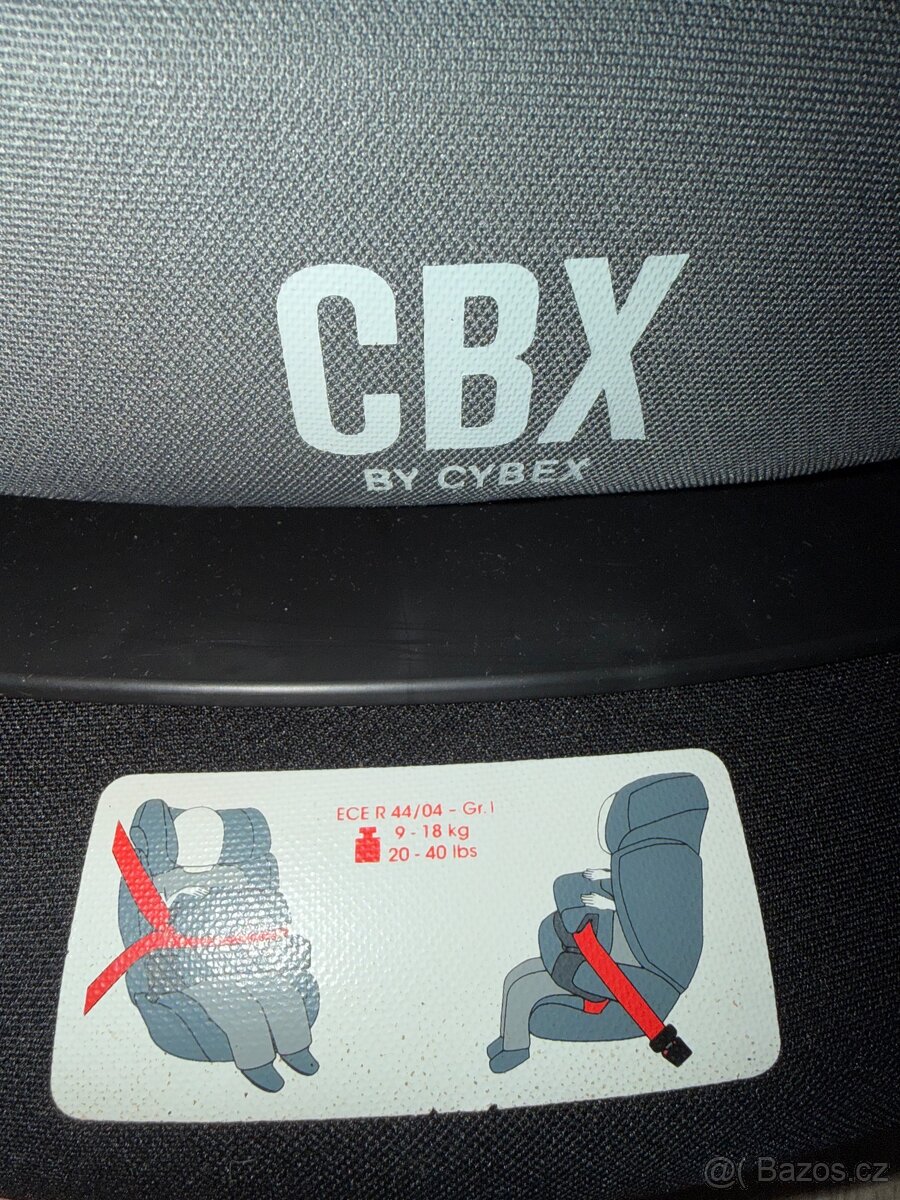 CBX
BY CYBEX
ECE R 44/04 - Gr. I
9 - 18 kg
20 - 40 lbs
@( Bazos.cz